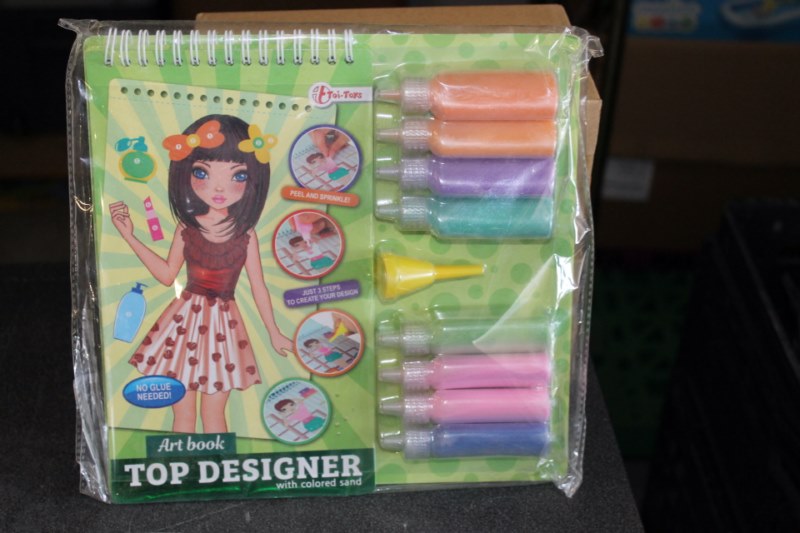 Toi-Toys
PEEL AND SPRINKLE!
JUST 3 STEPS
TO CREATE YOUR DESIGN
NO GLUE
NEEDED!
Art book
TOP DESIGNER
with colored sand